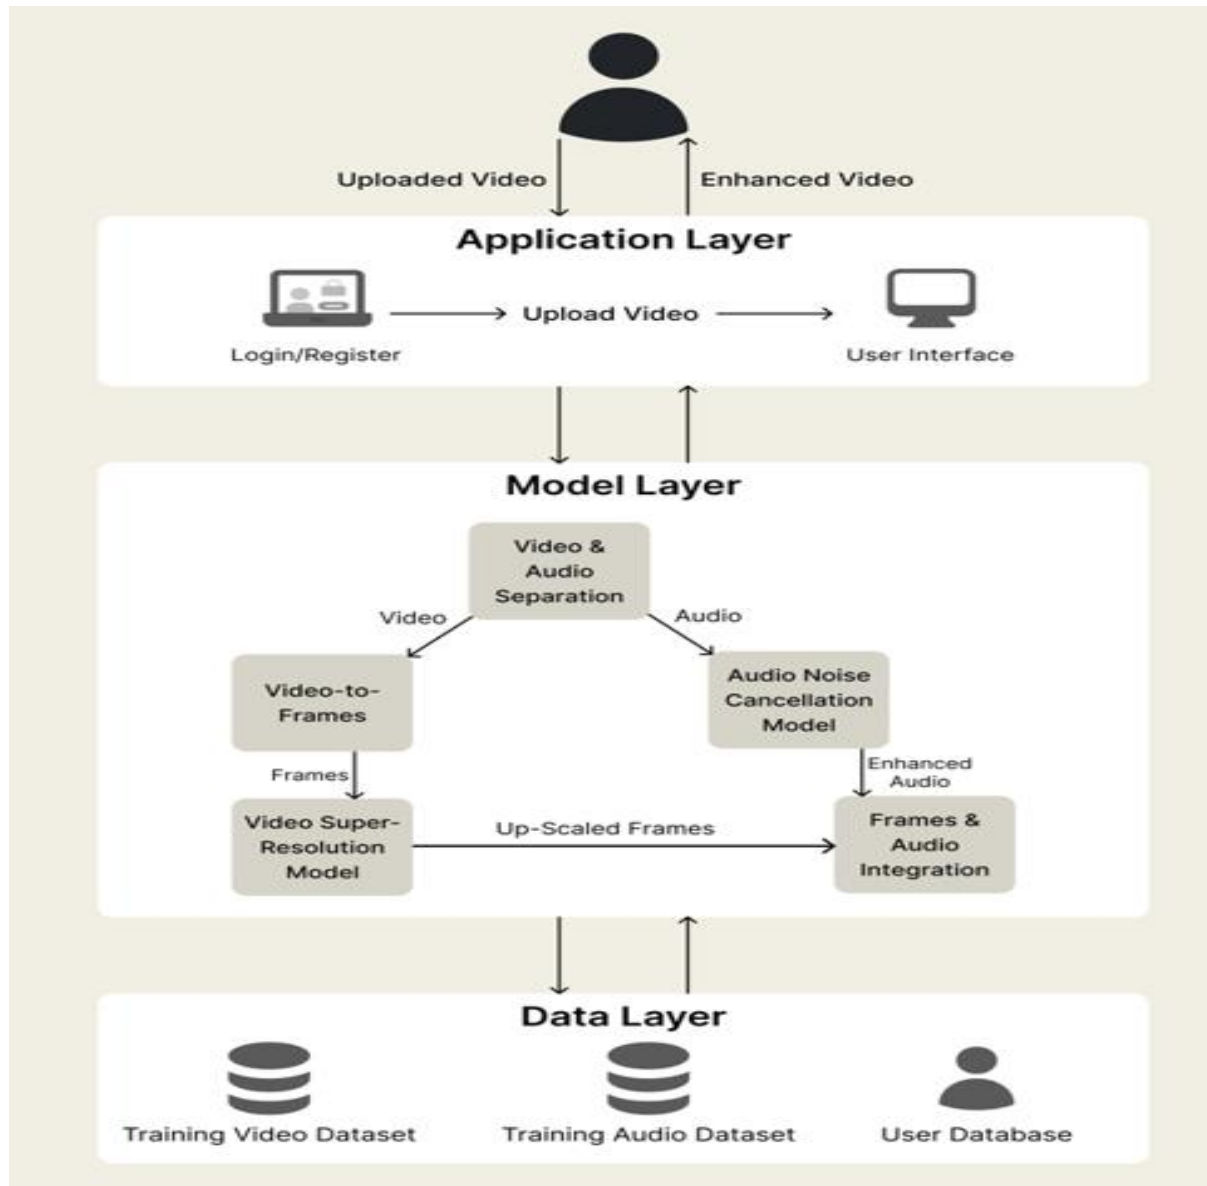 Uploaded Video
Enhanced Video
Application Layer
Upload Video
Login/Register
User Interface
Model Layer
Video &
Audio
Separation
Video
Audio
Video-to-
Frames
Audio Noise
Cancellation
Model
Frames
Enhanced
Audio
Video Super-
Resolution
Model
Up-Scaled Frames
Frames &
Audio
Integration
Data Layer
Training Video Dataset
Training Audio Dataset
User Database